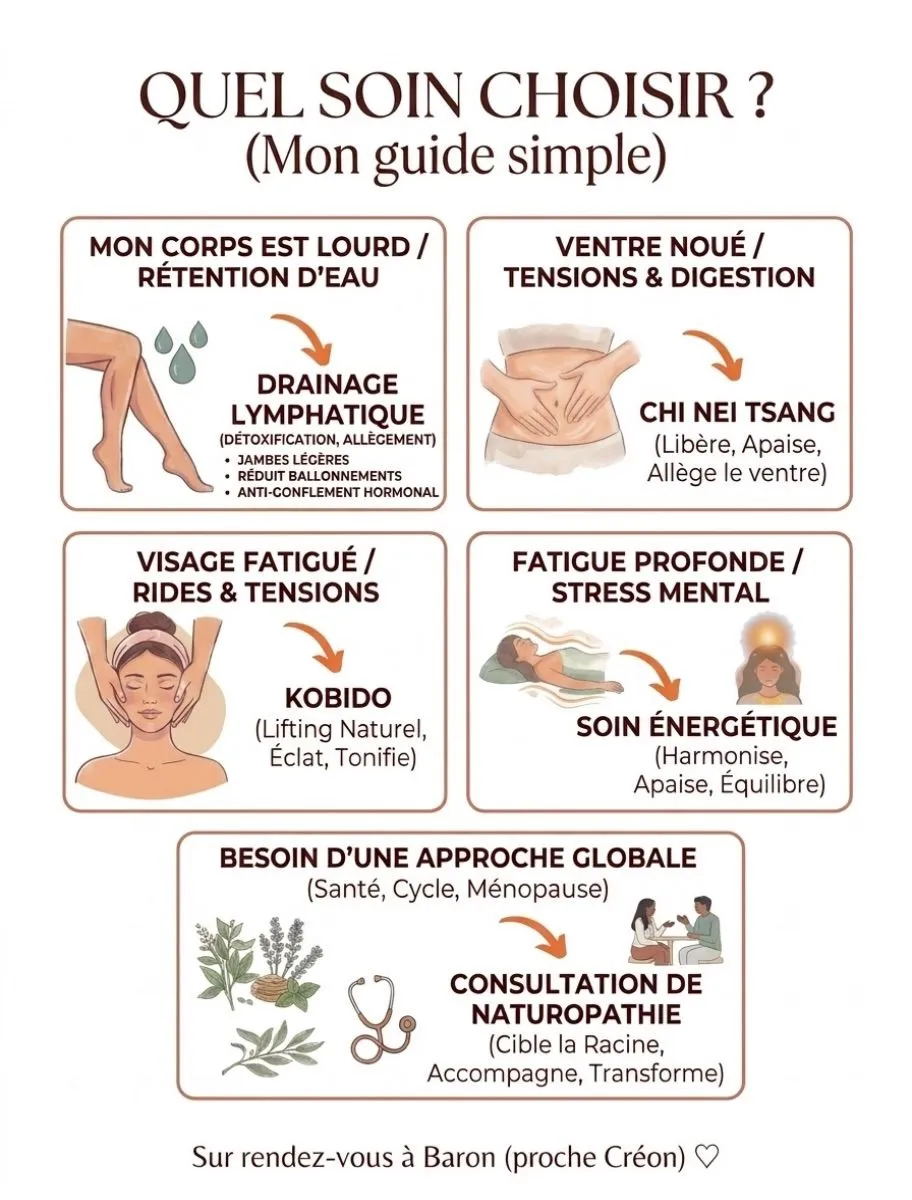 QUEL SOIN CHOISIR ?
(Mon guide simple)
MON CORPS EST LOURD /
RÉTENTION D'EAU
DRAINAGE
LYMPHATIQUE
(DÉTOXIFICATION, ALLÈGEMENT)
• JAMBES LÉGÈRES
• RÉDUIT BALLONNEMENTS
• ANTI-GONFLEMENT HORMONAL
VENTRE NOUÉ /
TENSIONS & DIGESTION
CHI NEI TSANG
(Libère, Apaise,
Allège le ventre)
VISAGE FATIGUÉ /
RIDES & TENSIONS
KOBIDO
(Lifting Naturel,
Éclat, Tonifie)
FATIGUE PROFONDE /
STRESS MENTAL
SOIN ÉNERGÉTIQUE
(Harmonise,
Apaise, Équilibre)
BESOIN D'UNE APPROCHE GLOBALE
(Santé, Cycle, Ménopause)
CONSULTATION DE
NATUROPATHIE
(Cible la Racine,
Accompagne, Transforme)
Sur rendez-vous à Baron (proche Créon) ♡